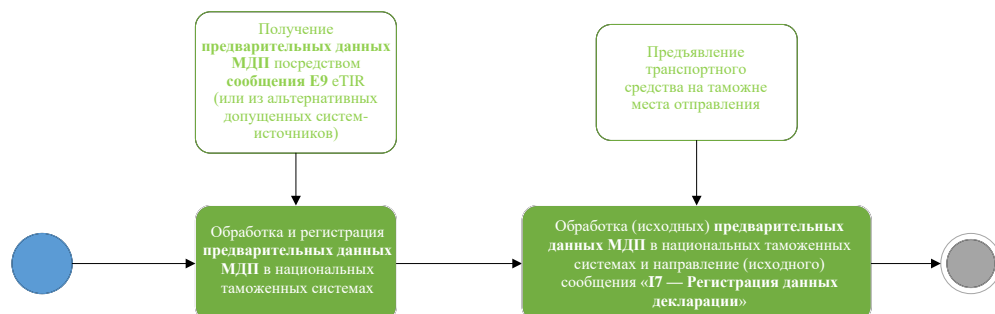 Получение
предварительных данных
МДП посредством
сообщения E9 eTIR
(или из альтернативных
допущенных систем-
источников)
Предъявление
транспортного
средства на таможне
места отправления
Обработка и регистрация
предварительных данных
МДП в национальных
таможенных системах
Обработка (исходных) предварительных
данных МДП в национальных таможенных
системах и направление (исходного)
сообщения «I7 — Регистрация данных
декларации»